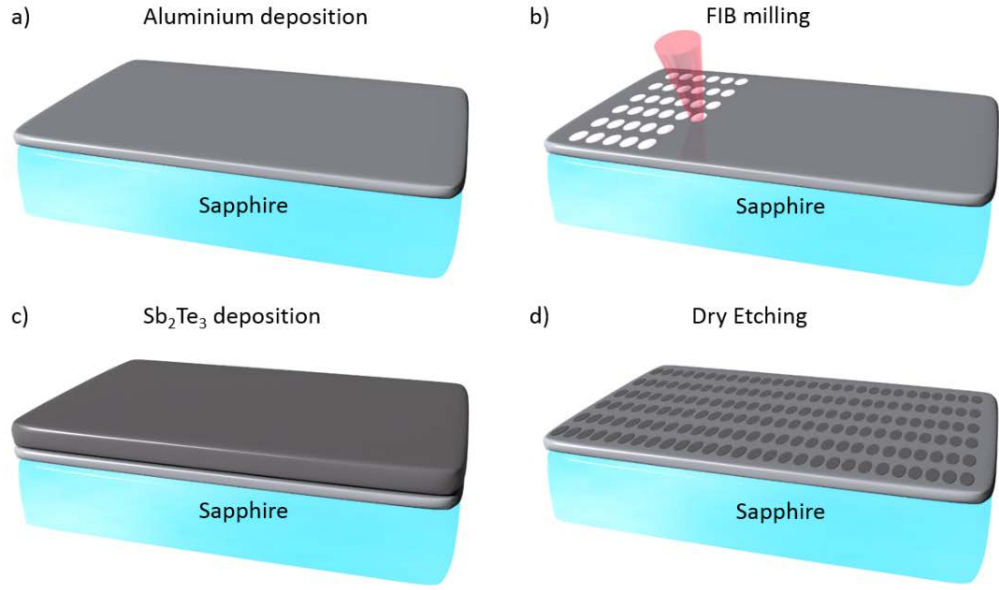 a) Aluminium deposition
b) FIB milling
Sapphire
Sapphire
c) Sb₂Te₃ deposition
d) Dry Etching
Sapphire
Sapphire